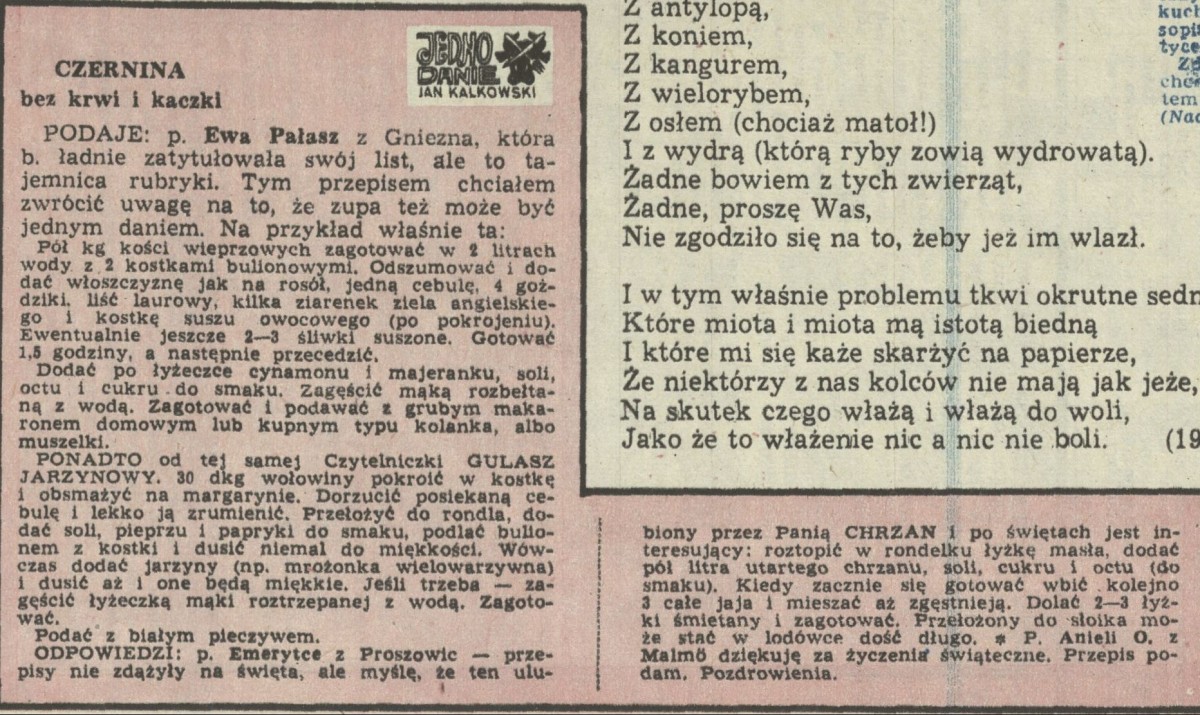 JEDNO
DANIE
JAN KALKOWSKI
CZERNINA
bez krwi i kaczki
PODAJE: p. Ewa Pałasz z Gniezna, która
b. ładnie zatytułowała swój list, ale to ta-
jemnica rubryki. Tym przepisem chciałem
zwrócić uwagę na to, że zupa też może być
jednym daniem. Na przykład właśnie ta:
Pół kg kości wieprzowych zagotować w 2 litrach
wody z 2 kostkami bulionowymi. Odszumować i do-
dać włoszczyznę jak na rosół, jedną cebulę, 4 goź-
dziki, liść laurowy, kilka ziarenek ziela angielskie-
go i kostkę suszu owocowego (po pokrojeniu).
Ewentualnie jeszcze 2—3 śliwki suszone. Gotować
1,5 godziny, a następnie przecedzić.
Dodać po łyżeczce cynamonu i majeranku, soli,
octu i cukru do smaku. Zagęścić mąką rozbełta-
ną z wodą. Zagotować i podawać z grubym maka-
ronem domowym lub kupnym typu kolanka, albo
muszelki.
PONADTO od tej samej Czytelniczki GULASZ
JARZYNOWY. 30 dkg wołowiny pokroić w kostkę
i obsmażyć na margarynie. Dorzucić posiekaną ce-
bulę i lekko ją zrumienić. Przełożyć do rondla, do-
dać soli, pieprzu i papryki do smaku, podlać bulio-
nem z kostki i dusić niemal do miękkości. Wów-
czas dodać jarzyny (np. mrożonka wielowarzywna)
i dusić aż i one będą miękkie. Jeśli trzeba — za-
gęścić łyżeczką mąki roztrzepanej z wodą. Zagoto-
wać.
Podać z białym pieczywem.
ODPOWIEDZI: p. Emerytce z Proszowic — prze-
pisy nie zdążyły na święta, ale myślę, że ten ulu-
biony przez Panią CHRZAN i po świętach jest in-
teresujący: roztopić w rondelku łyżkę masła, dodać
pół litra utartego chrzanu, soli, cukru i octu (do
smaku). Kiedy zacznie się gotować wbić kolejno
3 całe jaja i mieszać aż zgęstnieją. Dolać 2—3 łyż-
ki śmietany i zagotować. Przełożony do słoika mo-
że stać w lodówce dość długo. * P. Anieli O. z
Malmö dziękuję za życzenia świąteczne. Przepis po-
dam. Pozdrowienia.
Z antylopą,
Z koniem,
Z kangurem,
Z wielorybem,
Z osłem (chociaż matoł!)
I z wydrą (którą ryby zowią wydrowatą).
Żadne bowiem z tych zwierząt,
Żadne, proszę Was,
Nie zgodziło się na to, żeby jeż im wlazł.
I w tym właśnie problemu tkwi okrutne sedn
Które miota i miota mą istotą biedną
I które mi się każe skarżyć na papierze,
Że niektórzy z nas kolców nie mają jak jeże,
Na skutek czego włażą i włażą do woli,
Jako że to włażenie nic a nic nie boli. (19
kuch
sopis
tyce
tem
(Nac